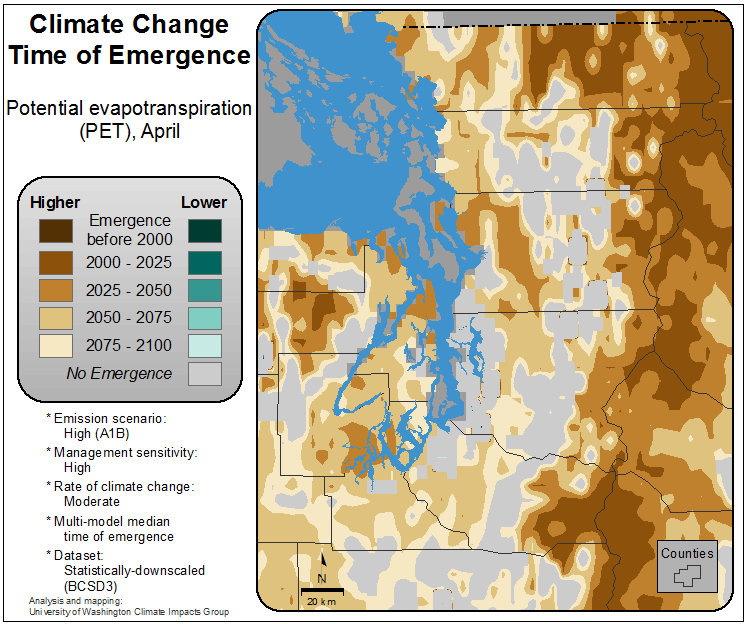 Climate Change
Time of Emergence
Potential evapotranspiration
(PET), April
Higher
Lower
Emergence
before 2000
2000 - 2025
2025 - 2050
2050 - 2075
2075 - 2100
No Emergence
* Emission scenario:
High (A1B)
* Management sensitivity:
High
* Rate of climate change:
Moderate
* Multi-model median
time of emergence
* Dataset:
Statistically-downscaled
(BCSD3)
Analysis and mapping:
University of Washington Climate Impacts Group
N
20 km
Counties